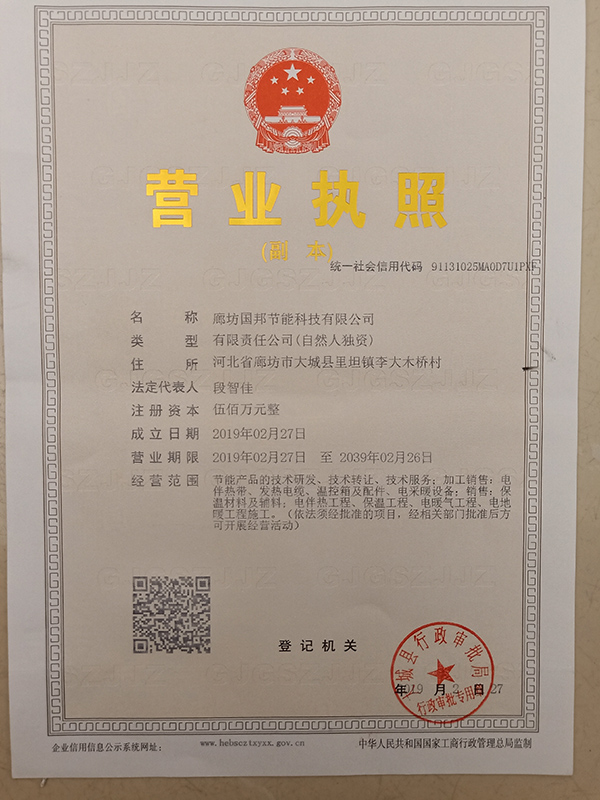 营业执照
(副 本)
统一社会信用代码 91131025MA0D7U1PXF
名 称 廊坊国邦节能科技有限公司
类 型 有限责任公司(自然人独资)
住 所 河北省廊坊市大城县里坦镇李大木桥村
法定代表人 段智佳
注册资本 伍佰万元整
成立日期 2019年02月27日
营业期限 2019年02月27日 至 2039年02月26日
经营范围 节能产品的技术研发、技术转让、技术服务；加工销售：电
伴热带、发热电缆、温控箱及配件、电采暖设备；销售：保
温材料及辅料；电伴热工程、保温工程、电暖气工程、电地
暖工程施工。（依法须经批准的项目，经相关部门批准后方
可开展经营活动）
登记机关
大城县行政审批局
行政审批专用章
2019 年 2 月 27 日
企业信用信息公示系统网址： www.hebscztxyxx.gov.cn 中华人民共和国国家工商行政管理总局监制